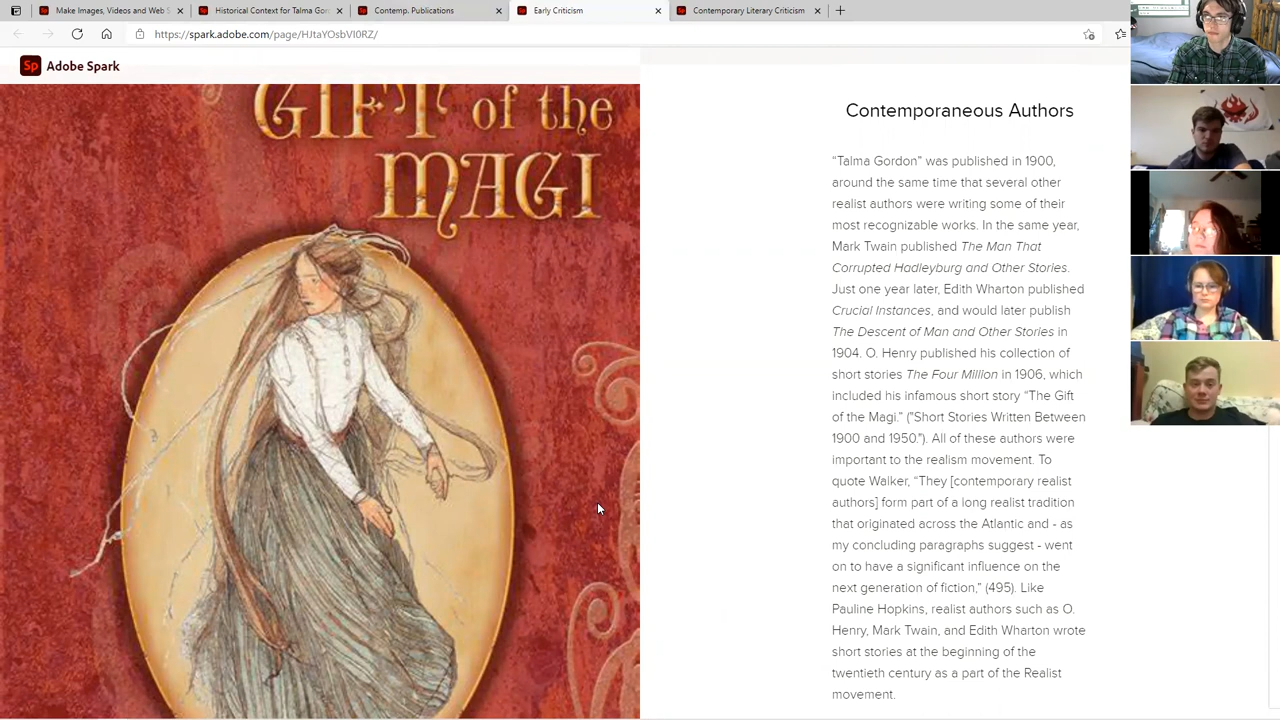 Make Images, Videos and Web S
Historical Context for Talma Gor
Contemp. Publications
Early Criticism
Contemporary Literary Criticism
https://spark.adobe.com/page/HJtaYOsbVI0RZ/
Sp Adobe Spark
GIFT of the
MAGI
Contemporaneous Authors
“Talma Gordon” was published in 1900,
around the same time that several other
realist authors were writing some of their
most recognizable works. In the same year,
Mark Twain published The Man That
Corrupted Hadleyburg and Other Stories.
Just one year later, Edith Wharton published
Crucial Instances, and would later publish
The Descent of Man and Other Stories in
1904. O. Henry published his collection of
short stories The Four Million in 1906, which
included his infamous short story “The Gift
of the Magi.” ("Short Stories Written Between
1900 and 1950."). All of these authors were
important to the realism movement. To
quote Walker, “They [contemporary realist
authors] form part of a long realist tradition
that originated across the Atlantic and - as
my concluding paragraphs suggest - went
on to have a significant influence on the
next generation of fiction,” (495). Like
Pauline Hopkins, realist authors such as O.
Henry, Mark Twain, and Edith Wharton wrote
short stories at the beginning of the
twentieth century as a part of the Realist
movement.